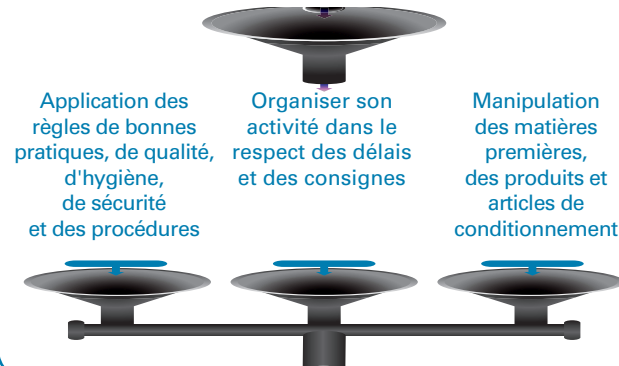 Application des
règles de bonnes
pratiques, de qualité,
d'hygiène,
de sécurité
et des procédures
Organiser son
activité dans le
respect des délais
et des consignes
Manipulation
des matières
premières,
des produits et
articles de
conditionnement